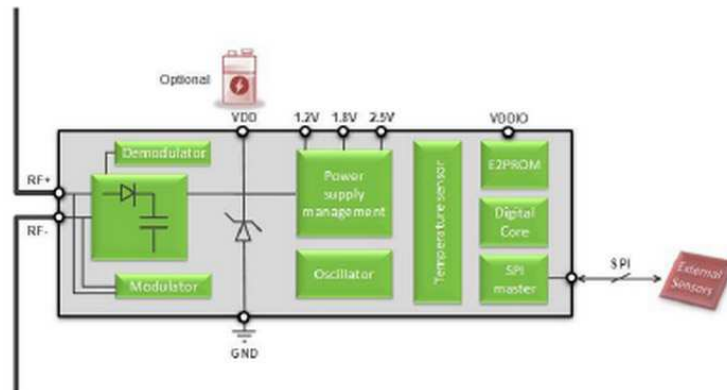 Optional
VDD
1.2V
1.8V
2.5V
VDDIO
Demodulator
RF+
RF-
Power
supply
management
Temperature sensor
E2PROM
Digital
Core
Oscillator
SPI
master
Modulator
SPI
External
Sensors
GND